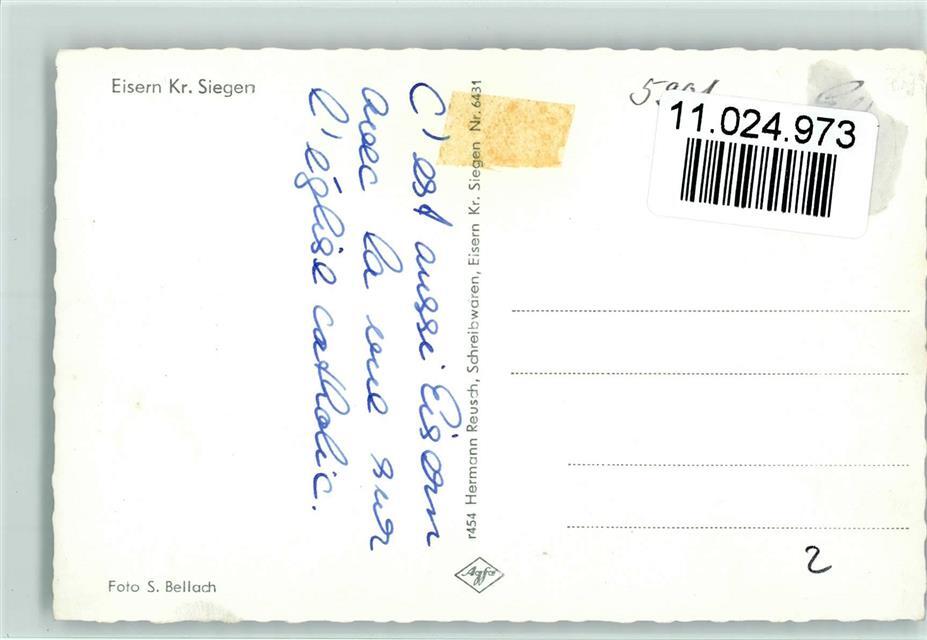 Eisern Kr. Siegen
C'est aussi Eisern
avec la vue sur
l'église catholic.
r454 Hermann Reusch, Schreibwaren, Eisern Kr. Siegen Nr. 6431
11.024.973
2
Agfa
Foto S. Bellach